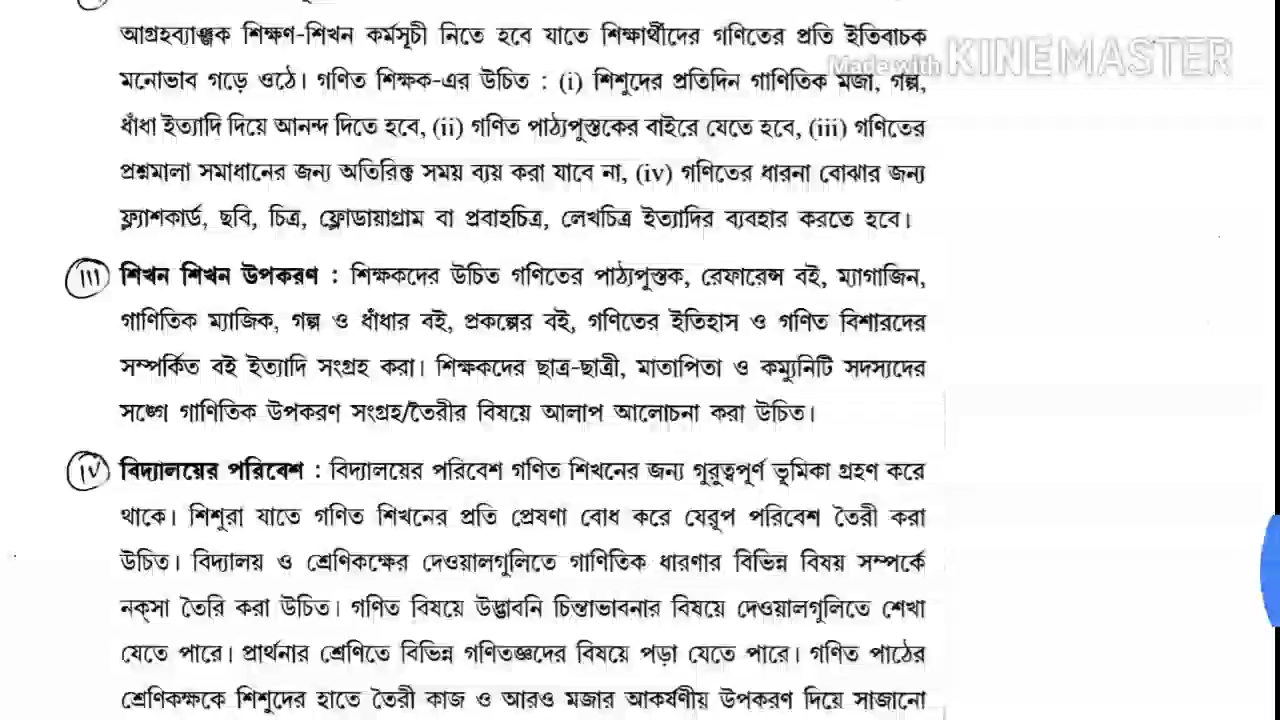 আগ্রহব্যাঞ্জক শিক্ষণ-শিখন কর্মসূচী নিতে হবে যাতে শিক্ষার্থীদের গণিতের প্রতি ইতিবাচক
Made with KINEMASTER
মনোভাব গড়ে ওঠে। গণিত শিক্ষক-এর উচিত : (i) শিশুদের প্রতিদিন গাণিতিক মজা, গল্প,
ধাঁধা ইত্যাদি দিয়ে আনন্দ দিতে হবে, (ii) গণিত পাঠ্যপুস্তকের বাইরে যেতে হবে, (iii) গণিতের
প্রশ্নমালা সমাধানের জন্য অতিরিক্ত সময় ব্যয় করা যাবে না, (iv) গণিতের ধারনা বোঝার জন্য
ফ্ল্যাশকার্ড, ছবি, চিত্র, ফ্লোডায়াগ্রাম বা প্রবাহচিত্র, লেখচিত্র ইত্যাদির ব্যবহার করতে হবে।
III শিখন শিখন উপকরণ : শিক্ষকদের উচিত গণিতের পাঠ্যপুস্তক, রেফারেন্স বই, ম্যাগাজিন,
গাণিতিক ম্যাজিক, গল্প ও ধাঁধার বই, প্রকল্পের বই, গণিতের ইতিহাস ও গণিত বিশারদের
সম্পর্কিত বই ইত্যাদি সংগ্রহ করা। শিক্ষকদের ছাত্র-ছাত্রী, মাতাপিতা ও কম্যুনিটি সদস্যদের
সঙ্গে গাণিতিক উপকরণ সংগ্রহ/তৈরীর বিষয়ে আলাপ আলোচনা করা উচিত।
IV বিদ্যালয়ের পরিবেশ : বিদ্যালয়ের পরিবেশ গণিত শিখনের জন্য গুরুত্বপূর্ণ ভূমিকা গ্রহণ করে
থাকে। শিশুরা যাতে গণিত শিখনের প্রতি প্রেষণা বোধ করে যেরূপ পরিবেশ তৈরী করা
উচিত। বিদ্যালয় ও শ্রেণিকক্ষের দেওয়ালগুলিতে গাণিতিক ধারণার বিভিন্ন বিষয় সম্পর্কে
নক্‌সা তৈরি করা উচিত। গণিত বিষয়ে উদ্ভাবনি চিন্তাভাবনার বিষয়ে দেওয়ালগুলিতে শেখা
যেতে পারে। প্রার্থনার শ্রেণিতে বিভিন্ন গণিতজ্ঞদের বিষয়ে পড়া যেতে পারে। গণিত পাঠের
শ্রেণিকক্ষকে শিশুদের হাতে তৈরী কাজ ও আরও মজার আকর্ষণীয় উপকরণ দিয়ে সাজানো